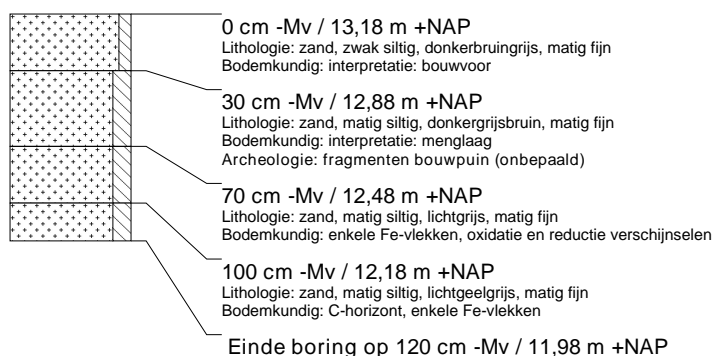 0 cm -Mv / 13,18 m +NAP
Lithologie: zand, zwak siltig, donkerbruingrijs, matig fijn
Bodemkundig: interpretatie: bouwvoor
30 cm -Mv / 12,88 m +NAP
Lithologie: zand, matig siltig, donkergrijsbruin, matig fijn
Bodemkundig: interpretatie: menglaag
Archeologie: fragmenten bouwpuin (onbepaald)
70 cm -Mv / 12,48 m +NAP
Lithologie: zand, matig siltig, lichtgrijs, matig fijn
Bodemkundig: enkele Fe-vlekken, oxidatie en reductie verschijnselen
100 cm -Mv / 12,18 m +NAP
Lithologie: zand, matig siltig, lichtgeelgrijs, matig fijn
Bodemkundig: C-horizont, enkele Fe-vlekken
Einde boring op 120 cm -Mv / 11,98 m +NAP